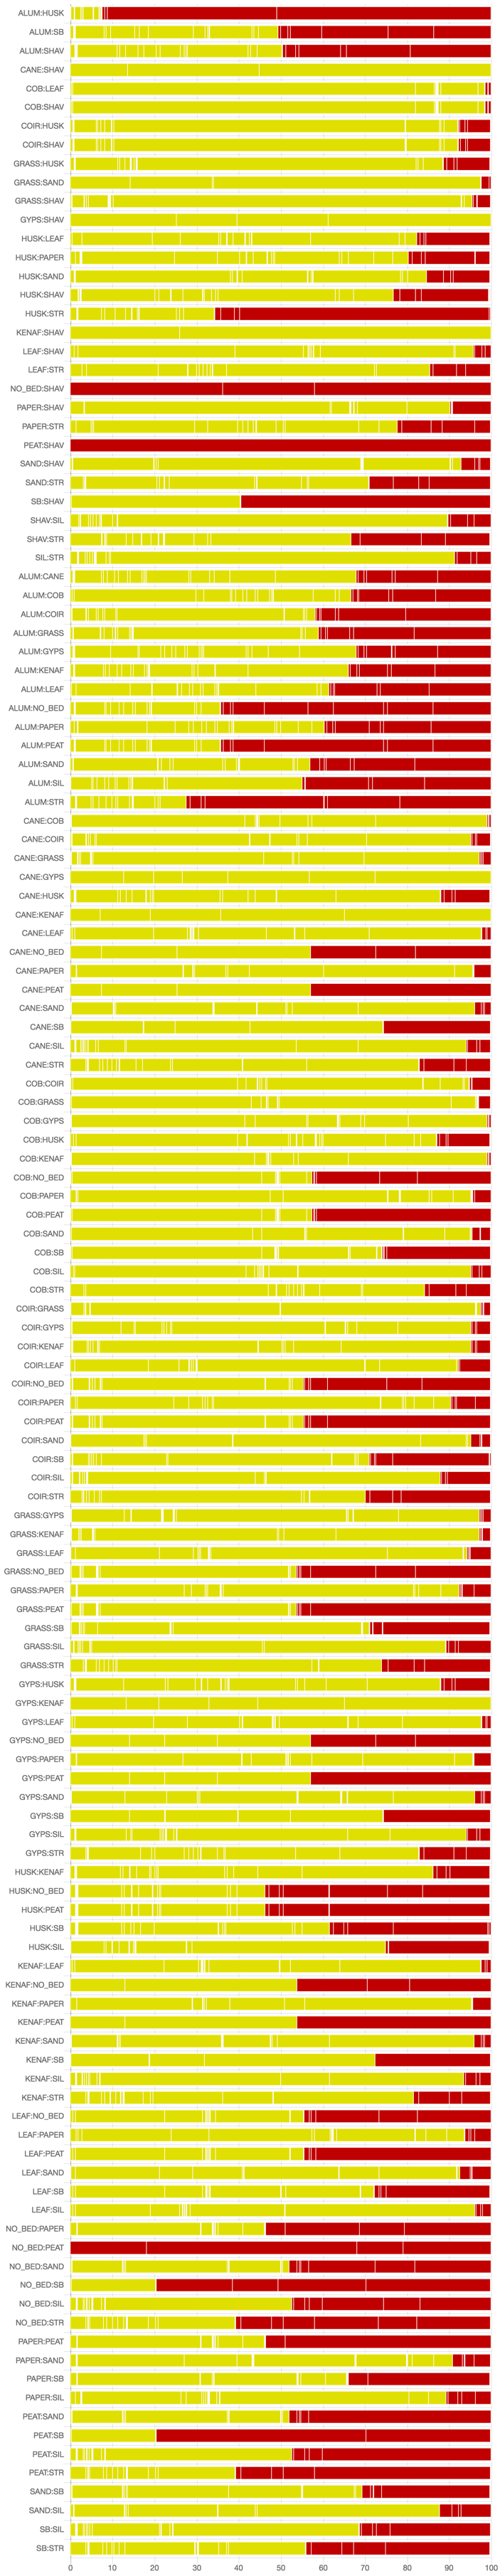 ALUM:HUSK
ALUM:SB
ALUM:SHAV
CANE:SHAV
COB:LEAF
COB:SHAV
COIR:HUSK
COIR:SHAV
GRASS:HUSK
GRASS:SAND
GRASS:SHAV
GYPS:SHAV
HUSK:LEAF
HUSK:PAPER
HUSK:SAND
HUSK:SHAV
HUSK:STR
KENAF:SHAV
LEAF:SHAV
LEAF:STR
NO_BED:SHAV
PAPER:SHAV
PAPER:STR
PEAT:SHAV
SAND:SHAV
SAND:STR
SB:SHAV
SHAV:SIL
SHAV:STR
SIL:STR
ALUM:CANE
ALUM:COB
ALUM:COIR
ALUM:GRASS
ALUM:GYPS
ALUM:KENAF
ALUM:LEAF
ALUM:NO_BED
ALUM:PAPER
ALUM:PEAT
ALUM:SAND
ALUM:SIL
ALUM:STR
CANE:COB
CANE:COIR
CANE:GRASS
CANE:GYPS
CANE:HUSK
CANE:KENAF
CANE:LEAF
CANE:NO_BED
CANE:PAPER
CANE:PEAT
CANE:SAND
CANE:SB
CANE:SIL
CANE:STR
COB:COIR
COB:GRASS
COB:GYPS
COB:HUSK
COB:KENAF
COB:NO_BED
COB:PAPER
COB:PEAT
COB:SAND
COB:SB
COB:SIL
COB:STR
COIR:GRASS
COIR:GYPS
COIR:KENAF
COIR:LEAF
COIR:NO_BED
COIR:PAPER
COIR:PEAT
COIR:SAND
COIR:SB
COIR:SIL
COIR:STR
GRASS:GYPS
GRASS:KENAF
GRASS:LEAF
GRASS:NO_BED
GRASS:PAPER
GRASS:PEAT
GRASS:SB
GRASS:SIL
GRASS:STR
GYPS:HUSK
GYPS:KENAF
GYPS:LEAF
GYPS:NO_BED
GYPS:PAPER
GYPS:PEAT
GYPS:SAND
GYPS:SB
GYPS:SIL
GYPS:STR
HUSK:KENAF
HUSK:NO_BED
HUSK:PEAT
HUSK:SB
HUSK:SIL
KENAF:LEAF
KENAF:NO_BED
KENAF:PAPER
KENAF:PEAT
KENAF:SAND
KENAF:SB
KENAF:SIL
KENAF:STR
LEAF:NO_BED
LEAF:PAPER
LEAF:PEAT
LEAF:SAND
LEAF:SB
LEAF:SIL
NO_BED:PAPER
NO_BED:PEAT
NO_BED:SAND
NO_BED:SB
NO_BED:SIL
NO_BED:STR
PAPER:PEAT
PAPER:SAND
PAPER:SB
PAPER:SIL
PEAT:SAND
PEAT:SB
PEAT:SIL
PEAT:STR
SAND:SB
SAND:SIL
SB:SIL
SB:STR
0 10 20 30 40 50 60 70 80 90 100